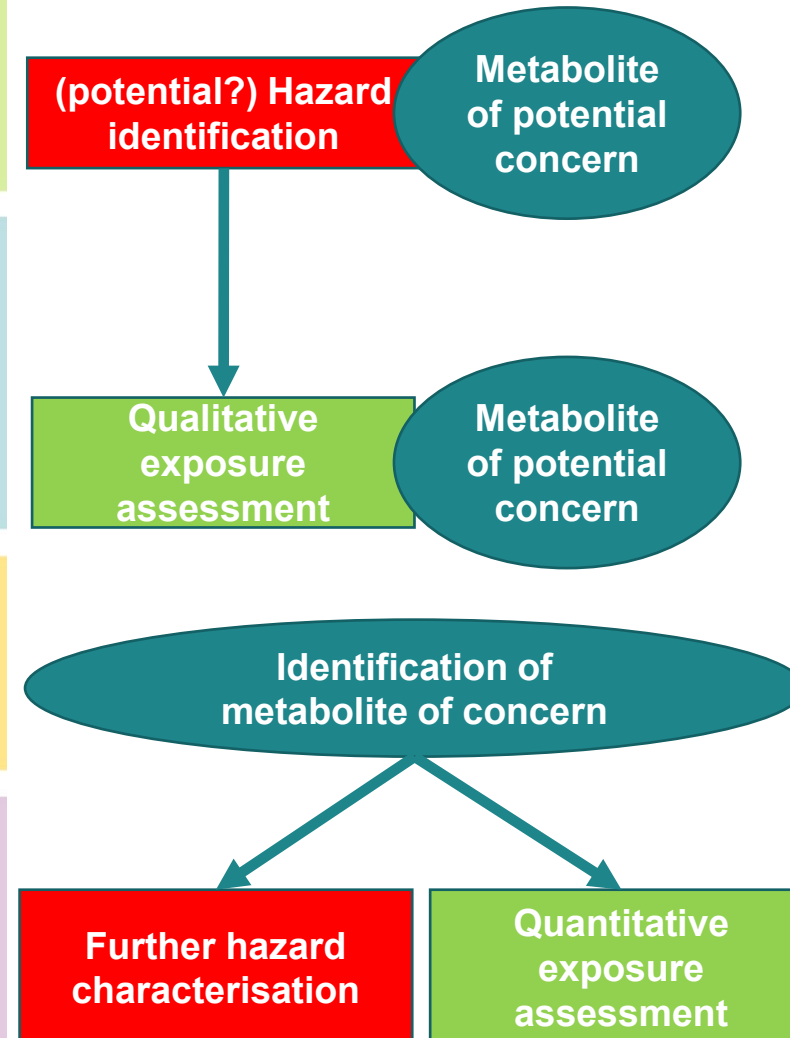 (potential?) Hazard
identification
Metabolite
of potential
concern
Qualitative
exposure
assessment
Metabolite
of potential
concern
Identification of
metabolite of concern
Further hazard
characterisation
Quantitative
exposure
assessment